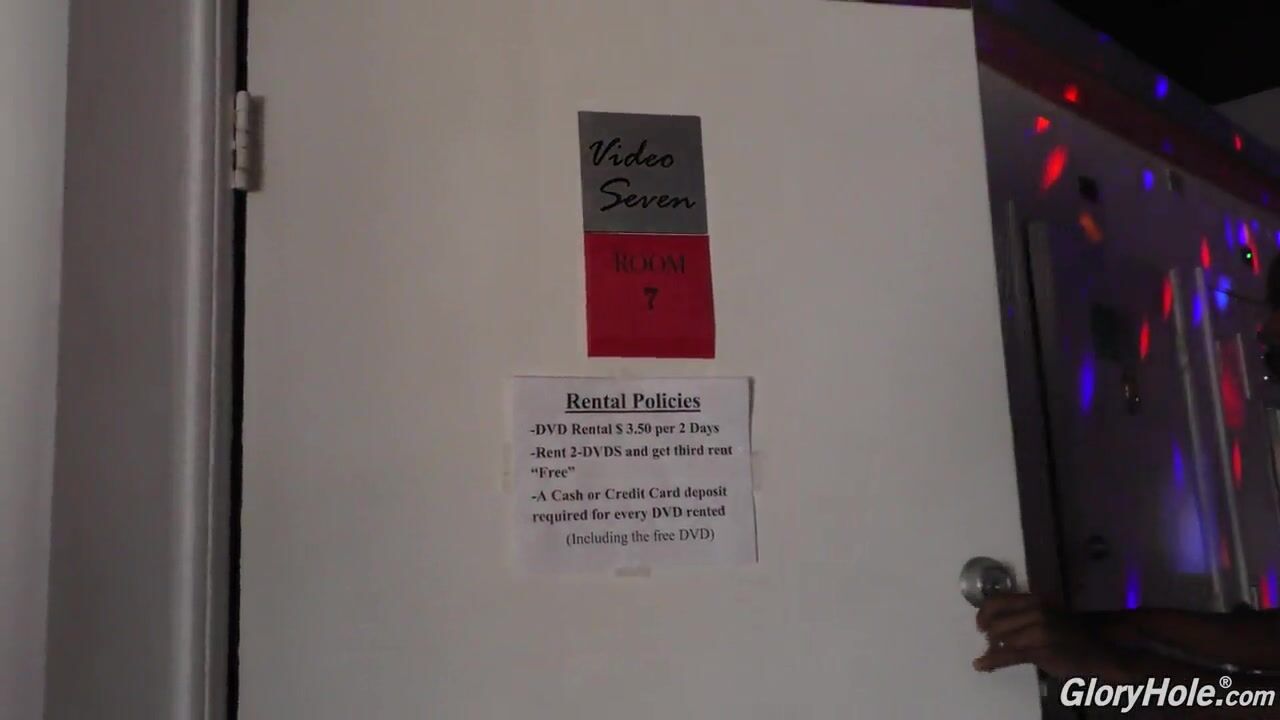 Video
Seven
ROOM
7
Rental Policies
-DVD Rental $ 3.50 per 2 Days
-Rent 2-DVDS and get third rent
“Free”
-A Cash or Credit Card deposit
required for every DVD rented
(Including the free DVD)
GloryHole®.com